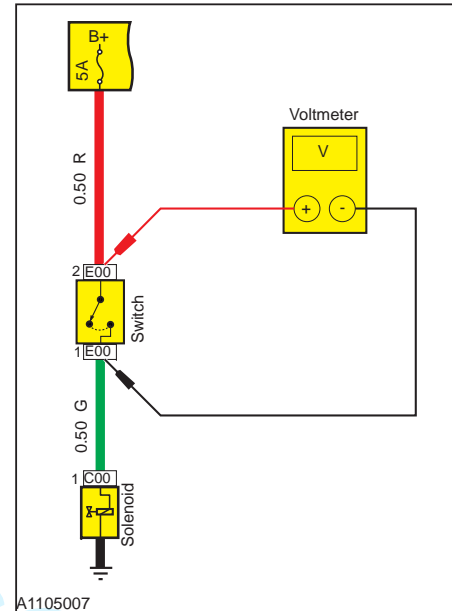 B+
5A
Voltmeter
V
+ -
0.50 R
2 E00
Switch
1 E00
0.50 G
1 C00
Solenoid
A1105007